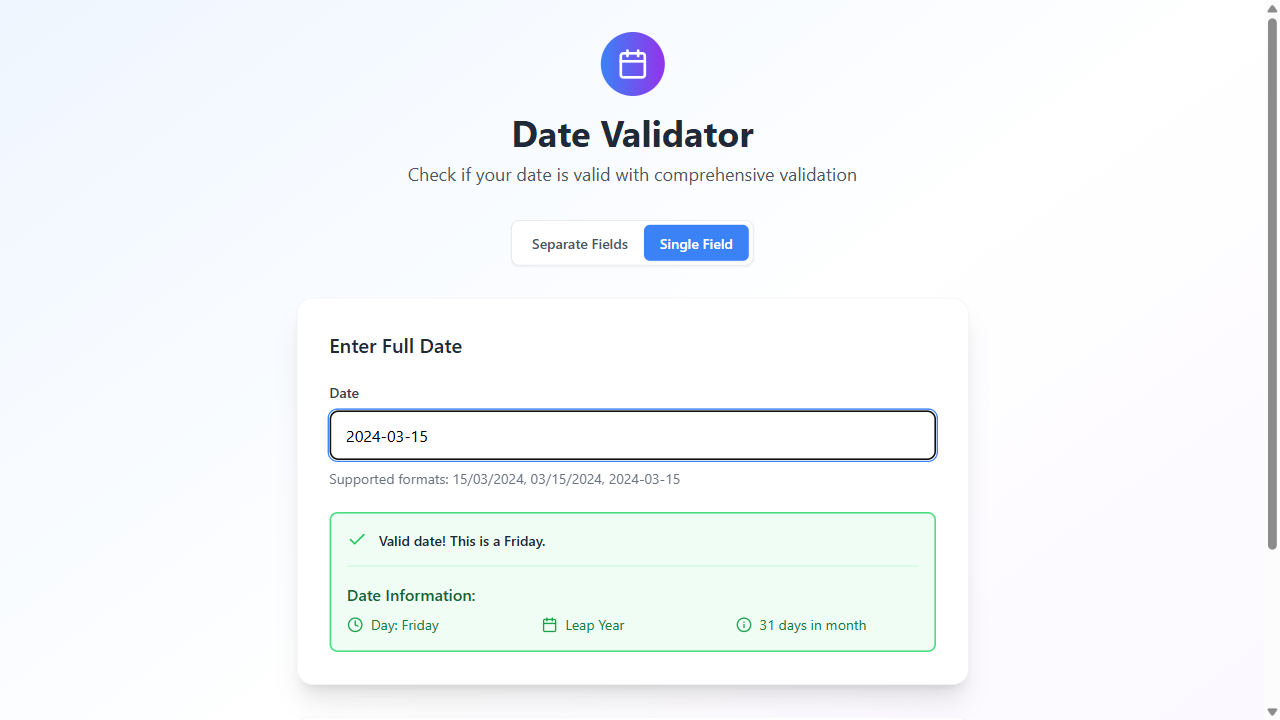 Date Validator
Check if your date is valid with comprehensive validation
Separate Fields Single Field
Enter Full Date
Date
2024-03-15
Supported formats: 15/03/2024, 03/15/2024, 2024-03-15
Valid date! This is a Friday.
Date Information:
Day: Friday Leap Year 31 days in month